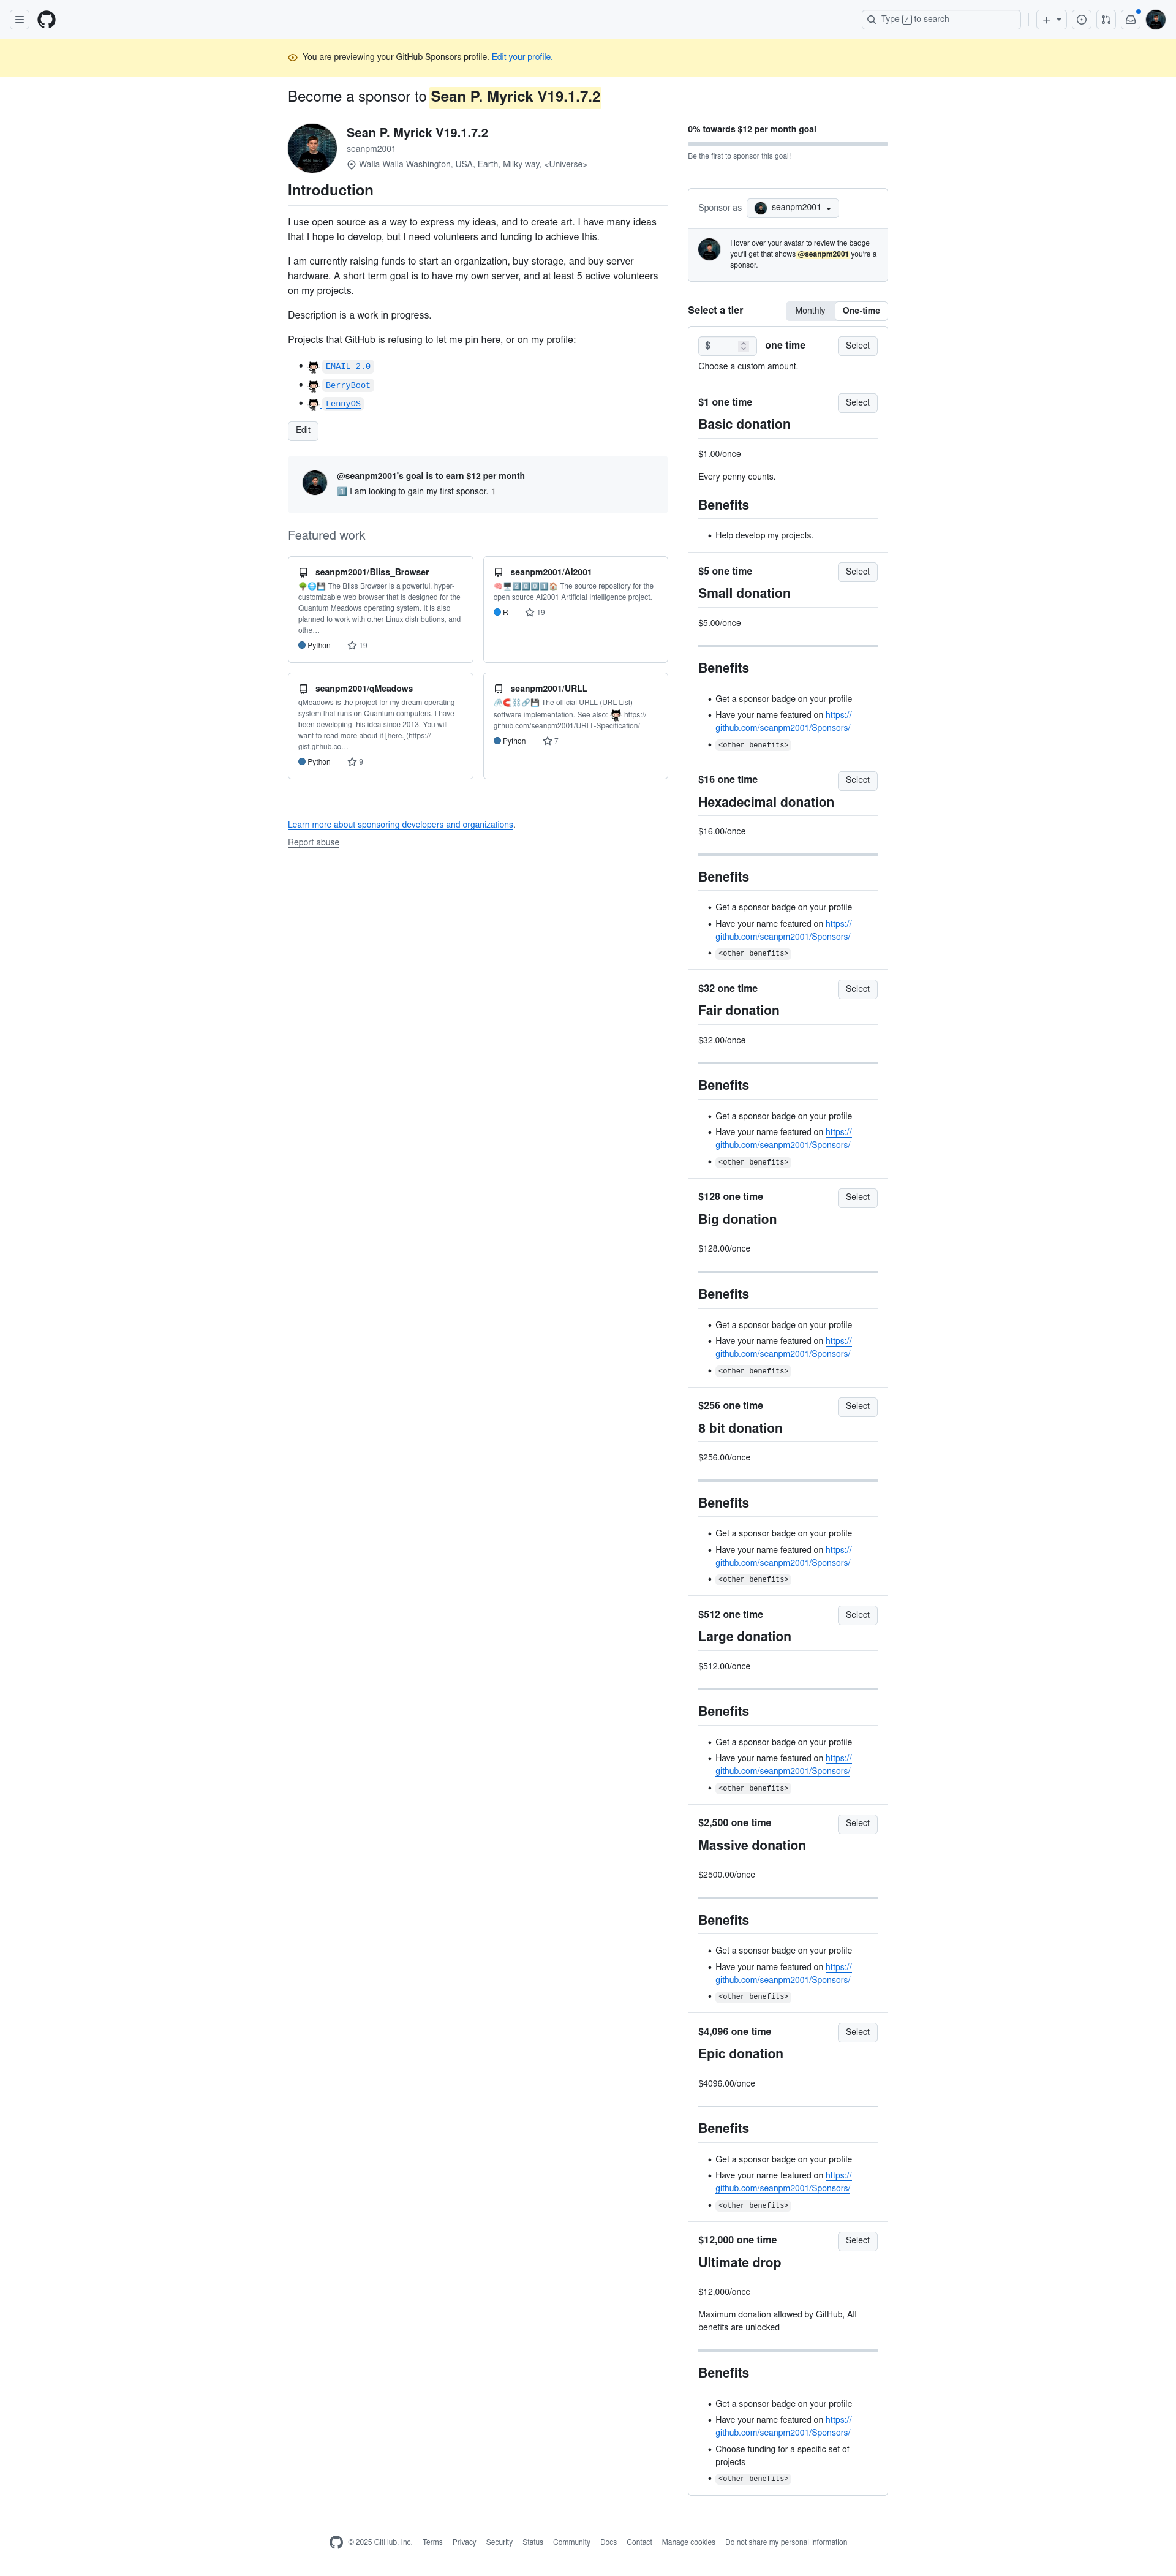 Type / to search
You are previewing your GitHub Sponsors profile. Edit your profile.
Become a sponsor to Sean P. Myrick V19.1.7.2
Sean P. Myrick V19.1.7.2
seanpm2001
Walla Walla Washington, USA, Earth, Milky way, <Universe>
Introduction
I use open source as a way to express my ideas, and to create art. I have many ideas
that I hope to develop, but I need volunteers and funding to achieve this.
I am currently raising funds to start an organization, buy storage, and buy server
hardware. A short term goal is to have my own server, and at least 5 active volunteers
on my projects.
Description is a work in progress.
Projects that GitHub is refusing to let me pin here, or on my profile:
EMAIL 2.0
BerryBoot
LennyOS
Edit
@seanpm2001's goal is to earn $12 per month
1️⃣ I am looking to gain my first sponsor. 1
Featured work
seanpm2001/Bliss_Browser
🌳🌐💾 The Bliss Browser is a powerful, hyper-
customizable web browser that is designed for the
Quantum Meadows operating system. It is also
planned to work with other Linux distributions, and
othe…
Python 19
seanpm2001/AI2001
🧠🖥️2️⃣0️⃣0️⃣1️⃣🏠 The source repository for the
open source AI2001 Artificial Intelligence project.
R 19
seanpm2001/qMeadows
qMeadows is the project for my dream operating
system that runs on Quantum computers. I have
been developing this idea since 2013. You will
want to read more about it [here.](https://
gist.github.co…
Python 9
seanpm2001/URLL
🖇️🧲⛓️🔗💾 The official URLL (URL List)
software implementation. See also: https://
github.com/seanpm2001/URL-Specification/
Python 7
Learn more about sponsoring developers and organizations.
Report abuse
0% towards $12 per month goal
Be the first to sponsor this goal!
Sponsor as seanpm2001
Hover over your avatar to review the badge
you'll get that shows @seanpm2001 you're a
sponsor.
Select a tier Monthly One-time
$ one time Select
Choose a custom amount.
$1 one time Select
Basic donation
$1.00/once
Every penny counts.
Benefits
Help develop my projects.
$5 one time Select
Small donation
$5.00/once
Benefits
Get a sponsor badge on your profile
Have your name featured on https://
github.com/seanpm2001/Sponsors/
<other benefits>
$16 one time Select
Hexadecimal donation
$16.00/once
Benefits
Get a sponsor badge on your profile
Have your name featured on https://
github.com/seanpm2001/Sponsors/
<other benefits>
$32 one time Select
Fair donation
$32.00/once
Benefits
Get a sponsor badge on your profile
Have your name featured on https://
github.com/seanpm2001/Sponsors/
<other benefits>
$128 one time Select
Big donation
$128.00/once
Benefits
Get a sponsor badge on your profile
Have your name featured on https://
github.com/seanpm2001/Sponsors/
<other benefits>
$256 one time Select
8 bit donation
$256.00/once
Benefits
Get a sponsor badge on your profile
Have your name featured on https://
github.com/seanpm2001/Sponsors/
<other benefits>
$512 one time Select
Large donation
$512.00/once
Benefits
Get a sponsor badge on your profile
Have your name featured on https://
github.com/seanpm2001/Sponsors/
<other benefits>
$2,500 one time Select
Massive donation
$2500.00/once
Benefits
Get a sponsor badge on your profile
Have your name featured on https://
github.com/seanpm2001/Sponsors/
<other benefits>
$4,096 one time Select
Epic donation
$4096.00/once
Benefits
Get a sponsor badge on your profile
Have your name featured on https://
github.com/seanpm2001/Sponsors/
<other benefits>
$12,000 one time Select
Ultimate drop
$12,000/once
Maximum donation allowed by GitHub, All
benefits are unlocked
Benefits
Get a sponsor badge on your profile
Have your name featured on https://
github.com/seanpm2001/Sponsors/
Choose funding for a specific set of
projects
<other benefits>
© 2025 GitHub, Inc. Terms Privacy Security Status Community Docs Contact Manage cookies Do not share my personal information